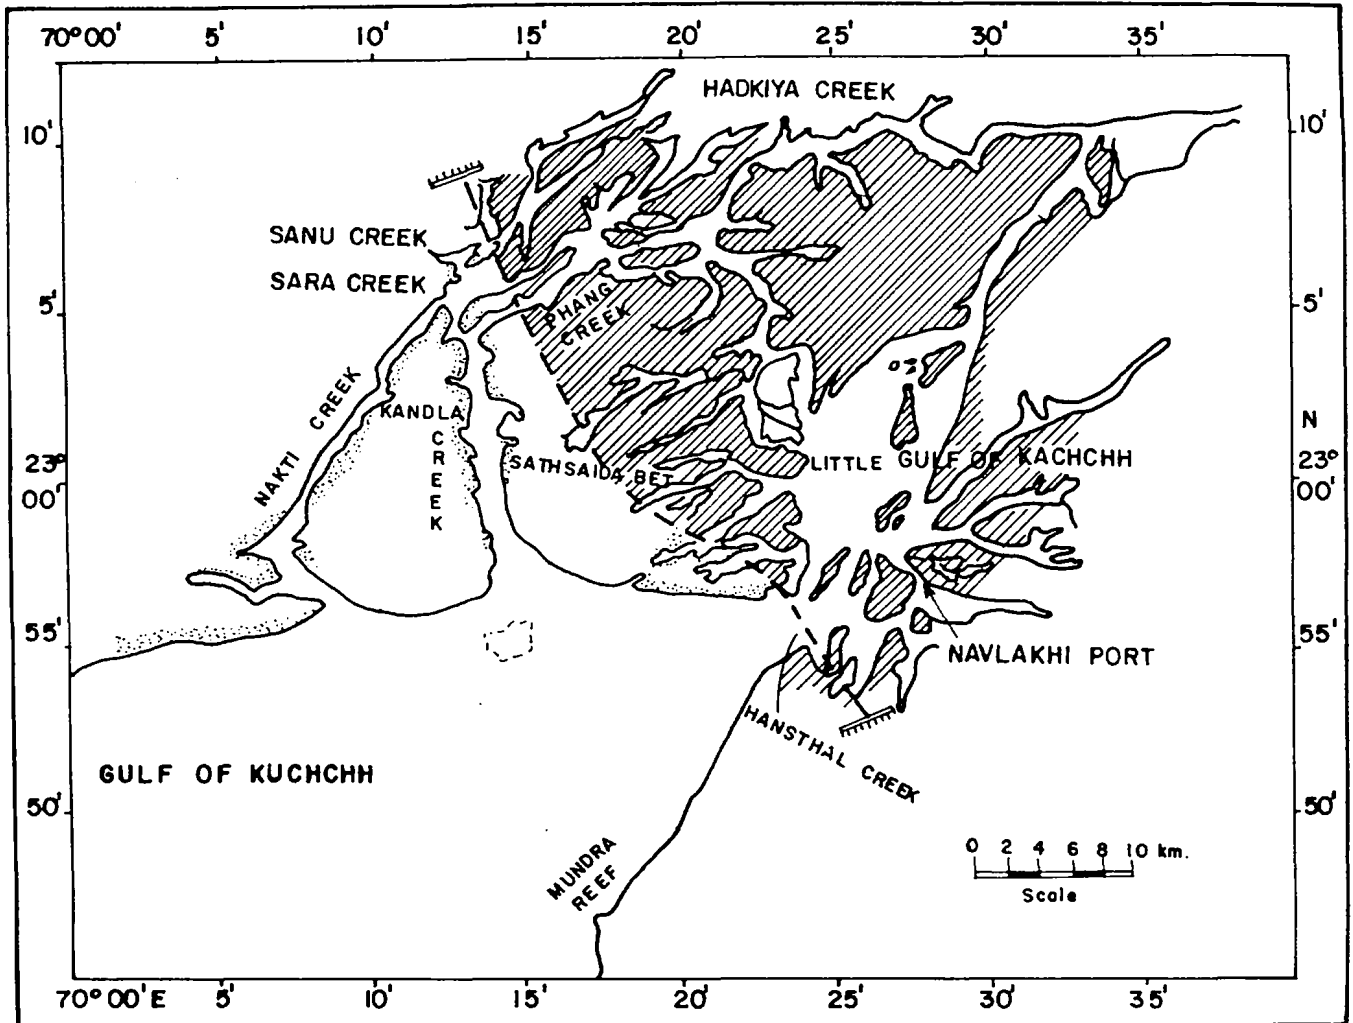 70°00' 5' 10' 15' 20' 25' 30' 35'
HADKIYA CREEK
10' 10'
SANU CREEK
SARA CREEK
5' 5'
PHANG
CREEK
NAKTI CREEK
KANDLA
CREEK
N
SATHSAIDA BET
LITTLE GULF OF KACHCHH
23° 23°
00' 00'
55' 55'
NAVLAKHI PORT
HANSTHAL CREEK
GULF OF KUCHCHH
50' 50'
MUNDRA
REEF
0 2 4 6 8 10 km.
Scale
70°00' E 5' 10' 15' 20' 25' 30' 35'